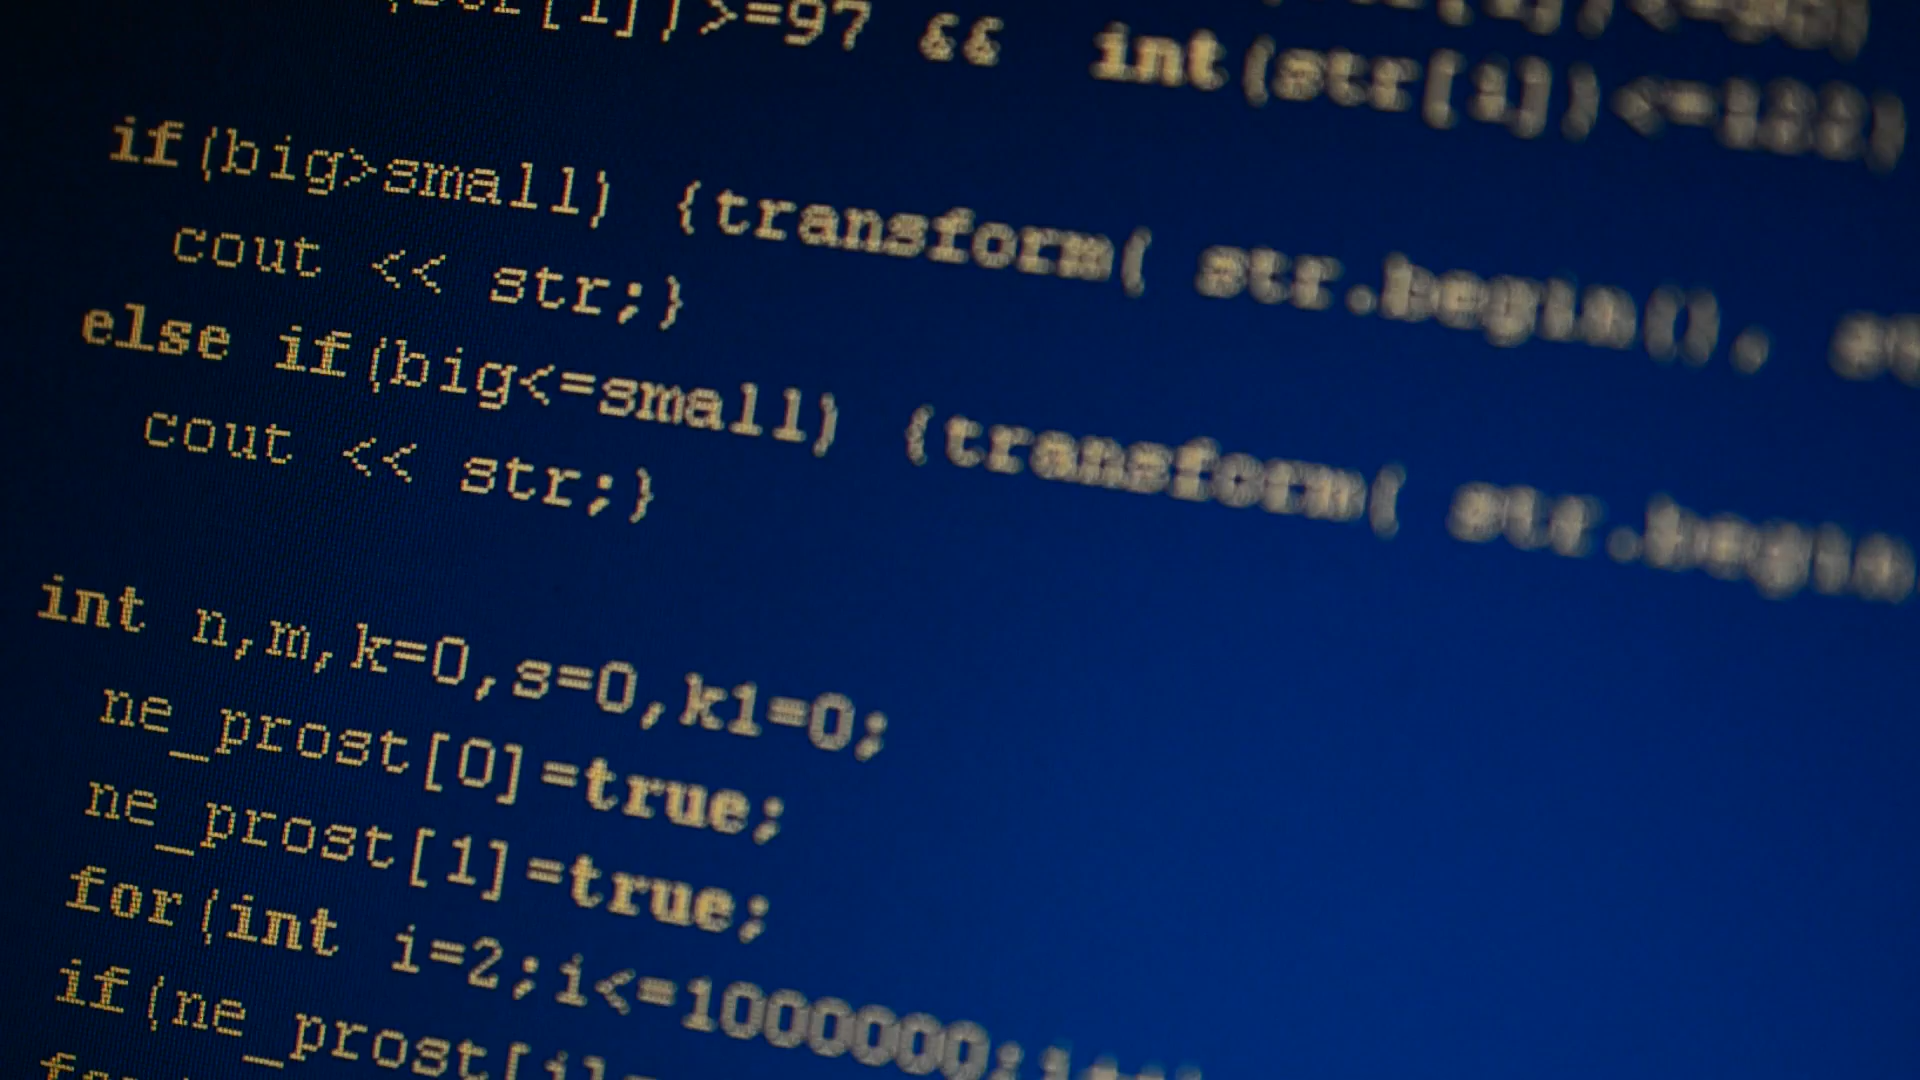 (str[i])>=97 && int(str[i])<=122)
if(big>small) {transform( str.begin(),
cout << str;}
else if(big<=small) {transform( str.begin
cout << str;}
int n,m,k=0,s=0,k1=0;
ne_prost[0]=true;
ne_prost[1]=true;
for(int i=2;i<=1000000;i++
if(ne_prost[i]=
for